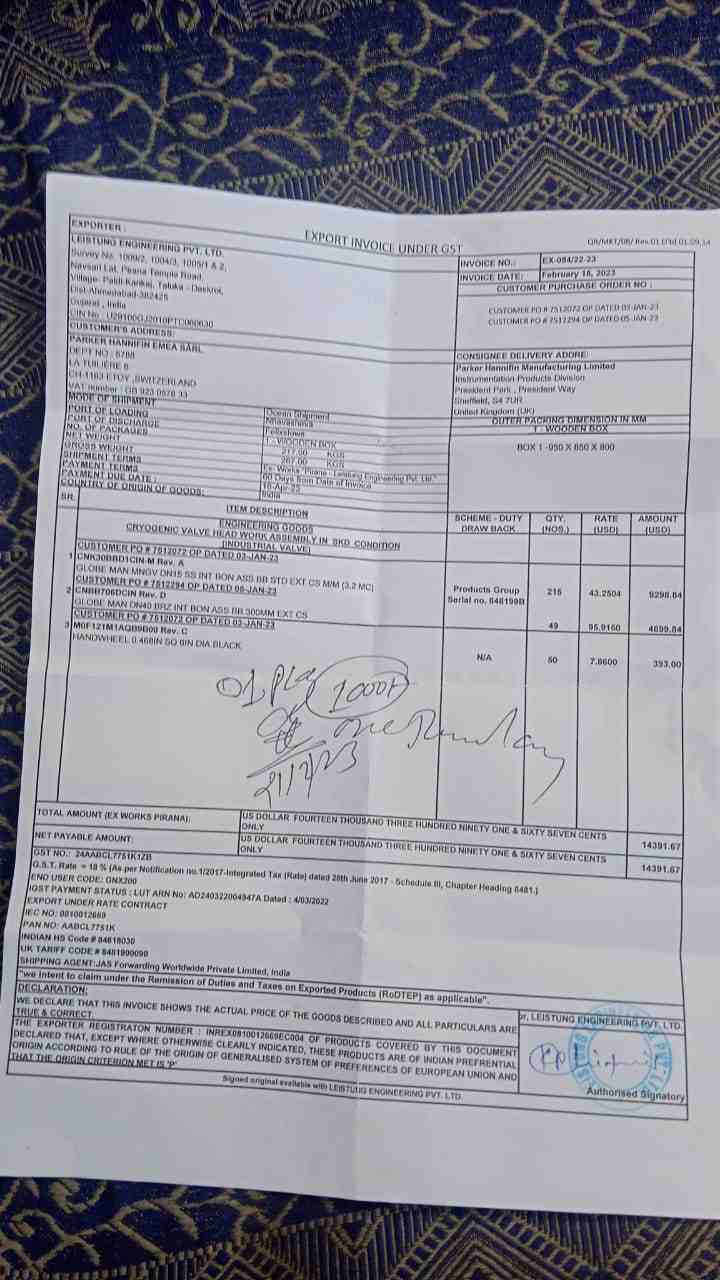 EXPORT INVOICE UNDER GST
QB/MKT/08/ Rev.01 Dtd 01.09.14
EXPORTER :
LEISTUNG ENGINEERING PVT. LTD.
Survey No. 1009/2, 1004/3, 1005/1 & 2,
Navsari Lat, Pirana Temple Road,
Village- Paldi Kankaj, Taluka - Daskroi,
Dist-Ahmedabad-382425
Gujarat , India
CIN No : U29100GJ2010PTC060630
INVOICE NO.: EX-084/22-23
INVOICE DATE: February 16, 2023
CUSTOMER PURCHASE ORDER NO :
CUSTOMER PO # 7512072 OP DATED 03-JAN-23
CUSTOMER PO # 7512294 OP DATED 05-JAN-23
CUSTOMER'S ADDRESS:
PARKER HANNIFIN EMEA SARL
DEPT NO : 6788
LA TUILIERE 6
CH-1163 ETOY ,SWITZERLAND
VAT number : GB 923 0578 33
CONSIGNEE DELIVERY ADDRE
Parker Hannifin Manufacturing Limited
Instrumentation Products Division
President Park , President Way
Sheffield, S4 7UR
United Kingdom (UK)
MODE OF SHIPMENT Ocean Shipment
PORT OF LOADING Nhavasheva
PORT OF DISCHARGE Felixstowe
NO. OF PACKAGES 1 - WOODEN BOX
NET WEIGHT 217.00 KGS
GROSS WEIGHT 267.00 KGS
SHIPMENT TERMS Ex- Works "Pirana - Leistung Engineering Pvt. Ltd."
PAYMENT TERMS 60 Days from Date of Invoice
PAYMENT DUE DATE :
COUNTRY OF ORIGIN OF GOODS: India
OUTER PACKING DIMENSION IN MM
1 - WOODEN BOX
BOX 1 -950 X 650 X 800
SR. ITEM DESCRIPTION SCHEME - DUTY DRAW BACK QTY. (NOS.) RATE (USD) AMOUNT (USD)
ENGINEERING GOODS
CRYOGENIC VALVE HEAD WORK ASSEMBLY IN SKD CONDITION
(INDUSTRIAL VALVE)
CUSTOMER PO # 7512072 OP DATED 03-JAN-23
1 CNK30BBD1CIN-M Rev. A
GLOBE MAN MNGV DN15 SS INT BON ASS BB STD EXT CS M/M (3.2 MC)
Products Group Serial no. 848199B 215 43.2504 9298.84
CUSTOMER PO # 7512294 OP DATED 05-JAN-23
2 CNBH706DCIN Rev. D
GLOBE MAN DN40 BRZ INT BON ASS BB 300MM EXT CS
49 95.9160 4699.84
CUSTOMER PO # 7512072 OP DATED 03-JAN-23
3 M0F121M1AQB9B00 Rev. C
HANDWHEEL 0.468IN SQ 6IN DIA BLACK
N/A 50 7.8600 393.00
21/2/23
TOTAL AMOUNT (EX WORKS PIRANA): US DOLLAR FOURTEEN THOUSAND THREE HUNDRED NINETY ONE & SIXTY SEVEN CENTS ONLY 14391.67
NET PAYABLE AMOUNT: US DOLLAR FOURTEEN THOUSAND THREE HUNDRED NINETY ONE & SIXTY SEVEN CENTS ONLY 14391.67
GST NO.: 24AABCL7751K1ZB
G.S.T. Rate = 18 % (As per Notification no.1/2017-Integrated Tax (Rate) dated 28th June 2017 - Schedule III, Chapter Heading 8481.)
END USER CODE: GNX200
IGST PAYMENT STATUS : LUT ARN No: AD240322004947A Dated : 4/03/2022
EXPORT UNDER RATE CONTRACT
IEC NO: 0810012669
PAN NO: AABCL7751K
INDIAN HS Code # 84818030
UK TARIFF CODE # 8481909090
SHIPPING AGENT:JAS Forwarding Worldwide Private Limited, India
"we intent to claim under the Remission of Duties and Taxes on Exported Products (RoDTEP) as applicable".
DECLARATION:
WE DECLARE THAT THIS INVOICE SHOWS THE ACTUAL PRICE OF THE GOODS DESCRIBED AND ALL PARTICULARS ARE
TRUE & CORRECT.
THE EXPORTER REGISTRATON NUMBER : INREX0810012669EC004 OF PRODUCTS COVERED BY THIS DOCUMENT
DECLARED THAT, EXCEPT WHERE OTHERWISE CLEARLY INDICATED, THESE PRODUCTS ARE OF INDIAN PREFRENTIAL
ORIGIN ACCORDING TO RULE OF THE ORIGIN OF GENERALISED SYSTEM OF PREFERENCES OF EUROPEAN UNION AND
THAT THE ORIGIN CRITERION MET IS 'P'
or, LEISTUNG ENGINEERING PVT. LTD.
Authorised Signatory
Signed original available with LEISTUNG ENGINEERING PVT. LTD.